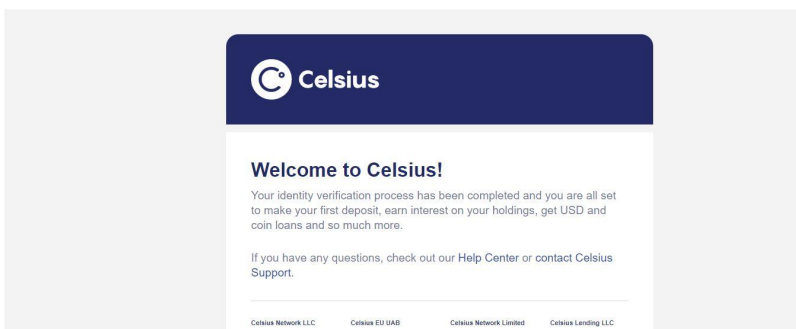 Celsius
Welcome to Celsius!
Your identity verification process has been completed and you are all set
to make your first deposit, earn interest on your holdings, get USD and
coin loans and so much more.
If you have any questions, check out our Help Center or contact Celsius
Support.
Celsius Network LLC Celsius EU UAB Celsius Network Limited Celsius Lending LLC